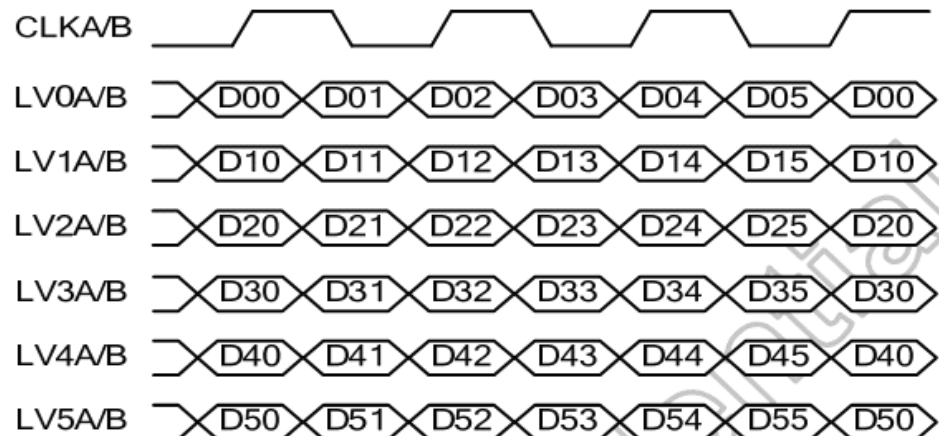 CLKA/B
LV0A/B D00 D01 D02 D03 D04 D05 D00
LV1A/B D10 D11 D12 D13 D14 D15 D10
LV2A/B D20 D21 D22 D23 D24 D25 D20
LV3A/B D30 D31 D32 D33 D34 D35 D30
LV4A/B D40 D41 D42 D43 D44 D45 D40
LV5A/B D50 D51 D52 D53 D54 D55 D50